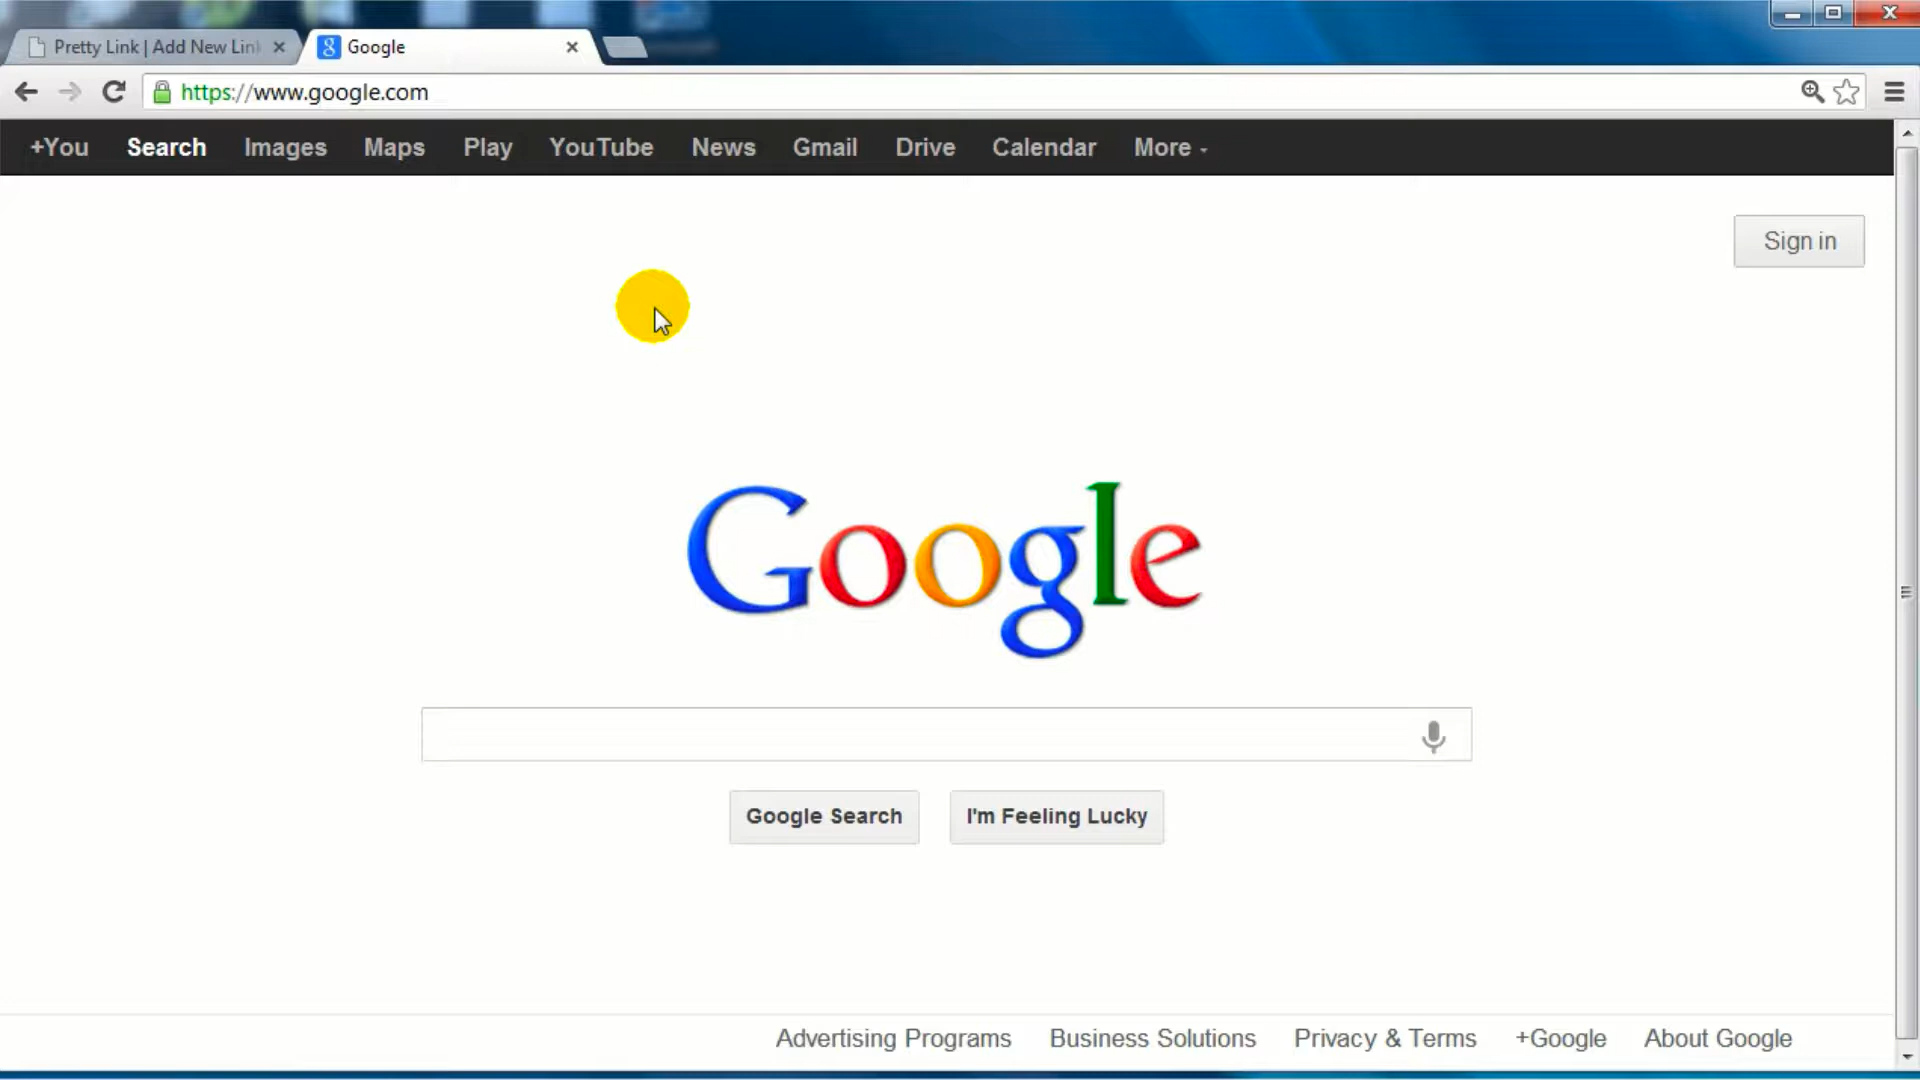 Pretty Link | Add New Lin
Google
https://www.google.com
+You Search Images Maps Play YouTube News Gmail Drive Calendar More
Sign in
Google
Google Search I'm Feeling Lucky
Advertising Programs Business Solutions Privacy & Terms +Google About Google